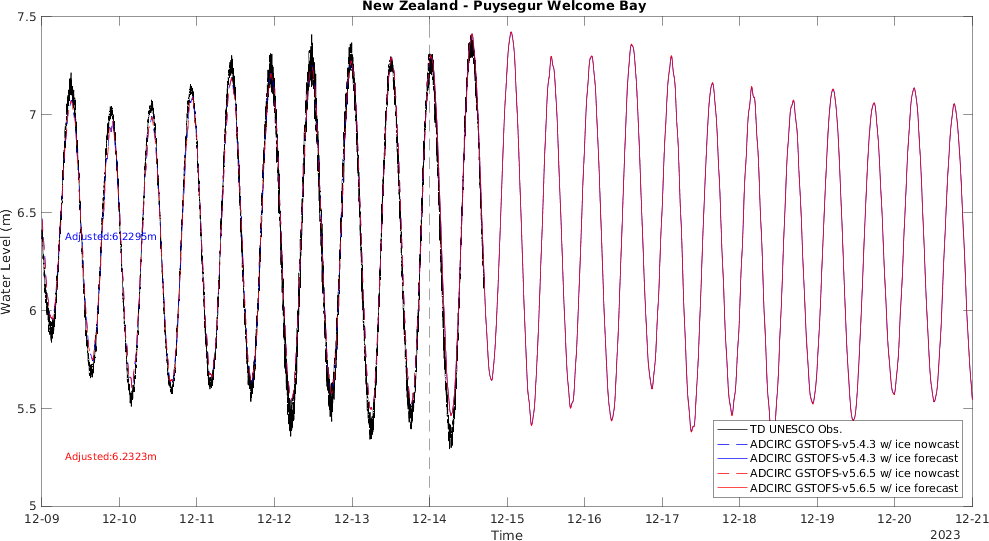 New Zealand - Puysegur Welcome Bay
Water Level (m)
7.5
7
6.5
6
5.5
5
Adjusted:6.2295m
Adjusted:6.2323m
TD UNESCO Obs.
ADCIRC GSTOFS-v5.4.3 w/ ice nowcast
ADCIRC GSTOFS-v5.4.3 w/ ice forecast
ADCIRC GSTOFS-v5.6.5 w/ ice nowcast
ADCIRC GSTOFS-v5.6.5 w/ ice forecast
12-09 12-10 12-11 12-12 12-13 12-14 12-15 12-16 12-17 12-18 12-19 12-20 12-21
Time
2023